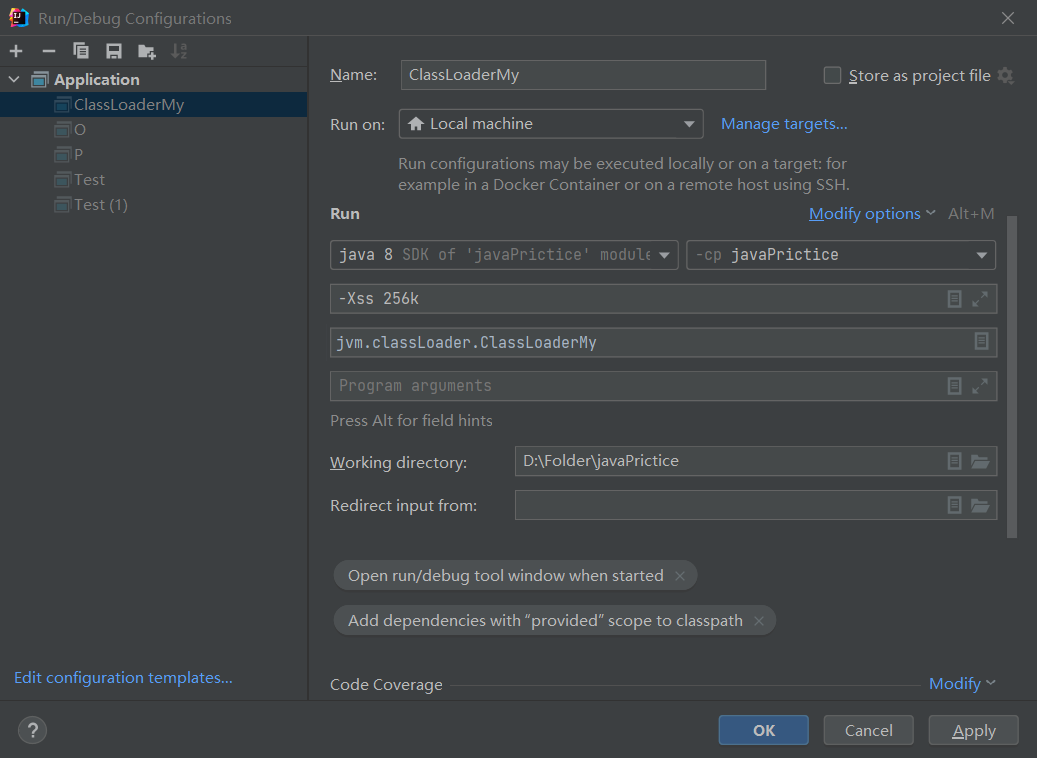 Run/Debug Configurations
Application
ClassLoaderMy
O
P
Test
Test (1)
Edit configuration templates...
Name: ClassLoaderMy Store as project file
Run on: Local machine Manage targets...
Run configurations may be executed locally or on a target: for
example in a Docker Container or on a remote host using SSH.
Run Modify options Alt+M
java 8 SDK of 'javaPrictice' module -cp javaPrictice
-Xss 256k
jvm.classLoader.ClassLoaderMy
Program arguments
Press Alt for field hints
Working directory: D:\Folder\javaPrictice
Redirect input from:
Open run/debug tool window when started
Add dependencies with “provided” scope to classpath
Code Coverage Modify
? OK Cancel Apply